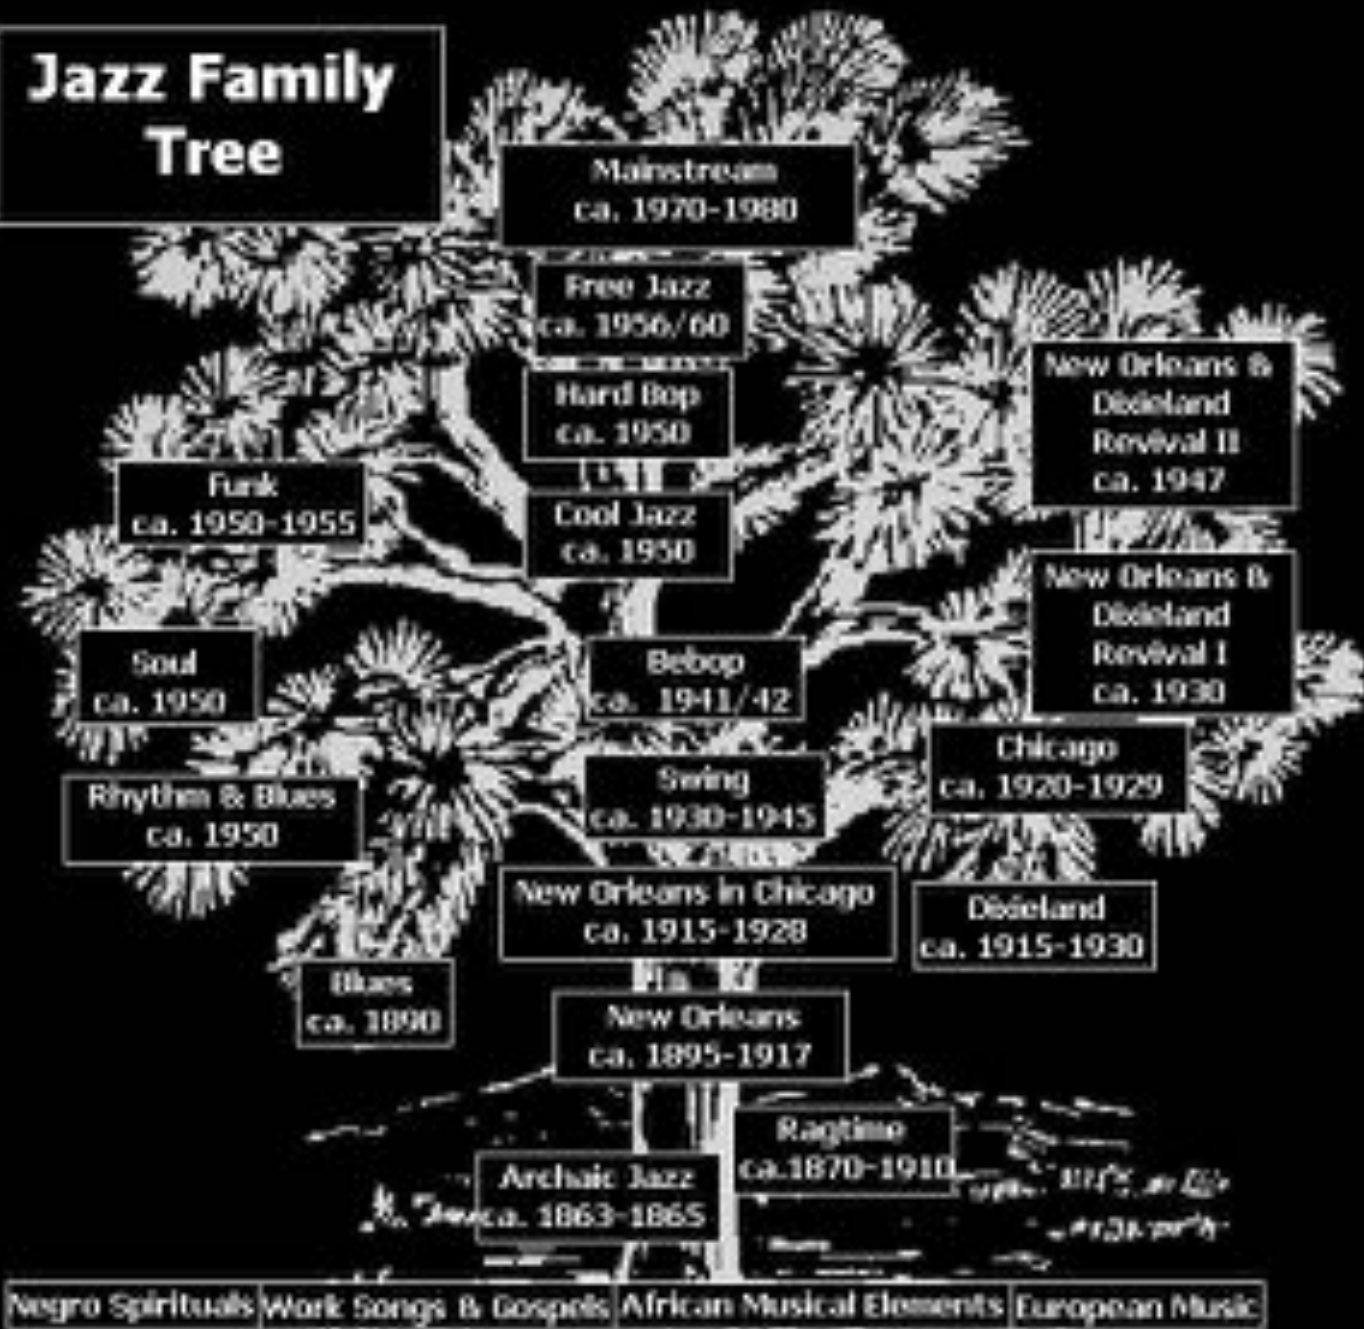 Jazz Family
Tree
Mainstream
ca. 1970-1980
Free Jazz
ca. 1956/60
Hard Bop
ca. 1950
New Orleans &
Dixieland
Revival II
ca. 1947
Funk
ca. 1950-1955
Cool Jazz
ca. 1950
New Orleans &
Dixieland
Revival I
ca. 1930
Soul
ca. 1950
Bebop
ca. 1941/42
Chicago
ca. 1920-1929
Rhythm & Blues
ca. 1950
Swing
ca. 1930-1945
New Orleans in Chicago
ca. 1915-1928
Dixieland
ca. 1915-1930
Blues
ca. 1890
New Orleans
ca. 1895-1917
Ragtime
ca.1870-1910
Archaic Jazz
ca. 1863-1865
Negro Spirituals
Work Songs & Gospels
African Musical Elements
European Music